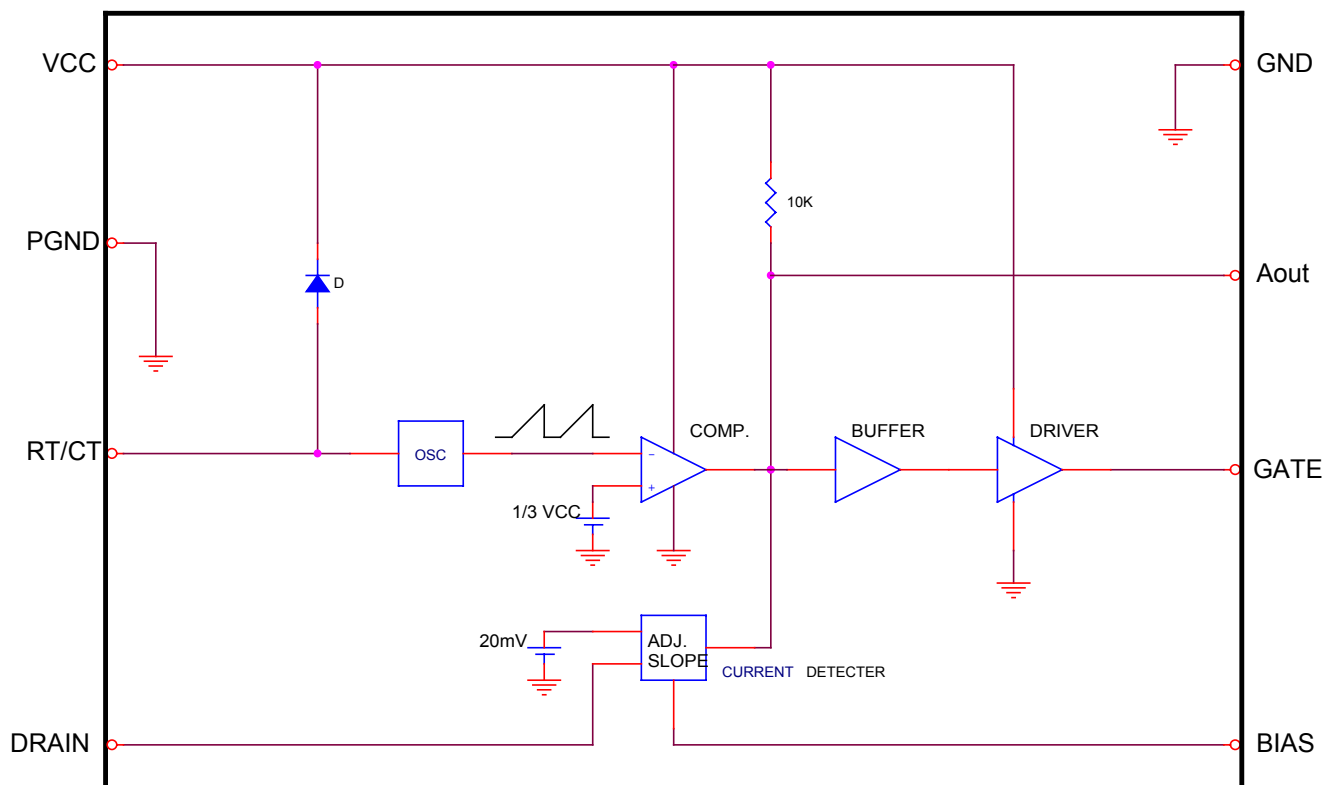 VCC
GND
PGND
D
10K
Aout
RT/CT
OSC
−
+
COMP.
BUFFER
DRIVER
GATE
1/3 VCC
20mV
ADJ.
SLOPE
CURRENT DETECTER
DRAIN
BIAS